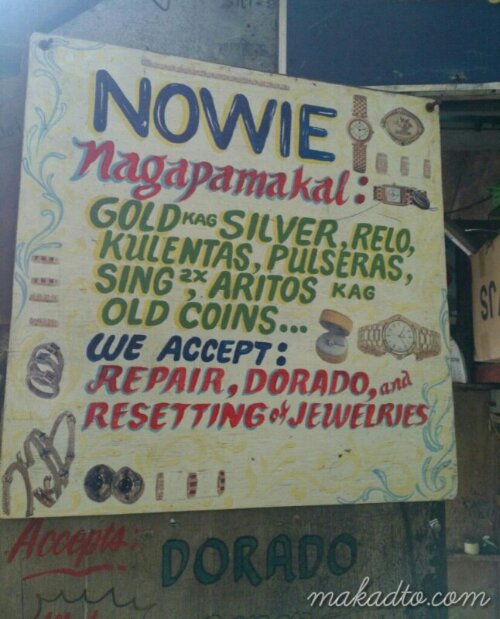 NOWIE
Nagapamakal:
GOLD KAG SILVER, RELO,
KULENTAS, PULSERAS,
SING 2X, ARITOS KAG
OLD COINS...
WE ACCEPT:
REPAIR, DORADO, and
RESETTING of JEWELRIES
Accepts:
DORADO
makadto.com